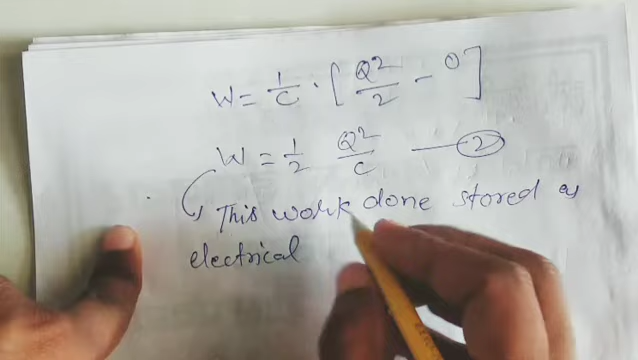 W = 1/C · [Q²/2 - 0]
W = 1/2 Q²/C — 2
This work done stored as
electrical